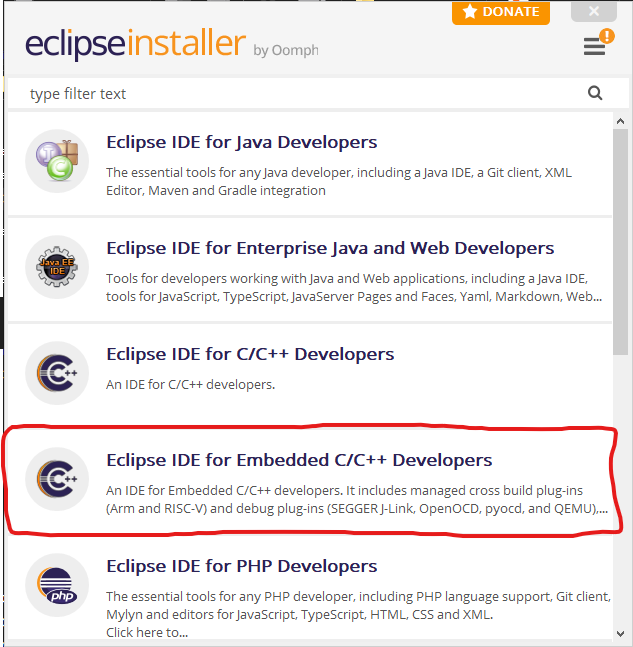 DONATE
eclipseinstaller by Oomph
type filter text
Eclipse IDE for Java Developers
The essential tools for any Java developer, including a Java IDE, a Git client, XML
Editor, Maven and Gradle integration
Java EE
IDE
Eclipse IDE for Enterprise Java and Web Developers
Tools for developers working with Java and Web applications, including a Java IDE,
tools for JavaScript, TypeScript, JavaServer Pages and Faces, Yaml, Markdown, Web...
C++
Eclipse IDE for C/C++ Developers
An IDE for C/C++ developers.
C++
Eclipse IDE for Embedded C/C++ Developers
An IDE for Embedded C/C++ developers. It includes managed cross build plug-ins
(Arm and RISC-V) and debug plug-ins (SEGGER J-Link, OpenOCD, pyocd, and QEMU),...
php
Eclipse IDE for PHP Developers
The essential tools for any PHP developer, including PHP language support, Git client,
Mylyn and editors for JavaScript, TypeScript, HTML, CSS and XML.
Click here to...